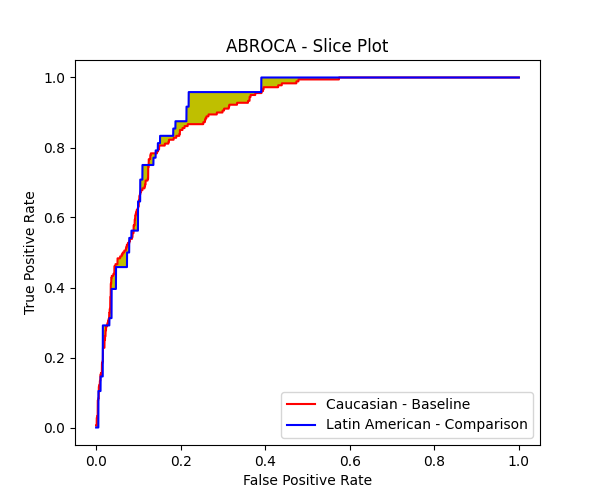 ABROCA - Slice Plot
True Positive Rate
1.0
0.8
0.6
0.4
0.2
0.0
Caucasian - Baseline
Latin American - Comparison
0.0 0.2 0.4 0.6 0.8 1.0
False Positive Rate